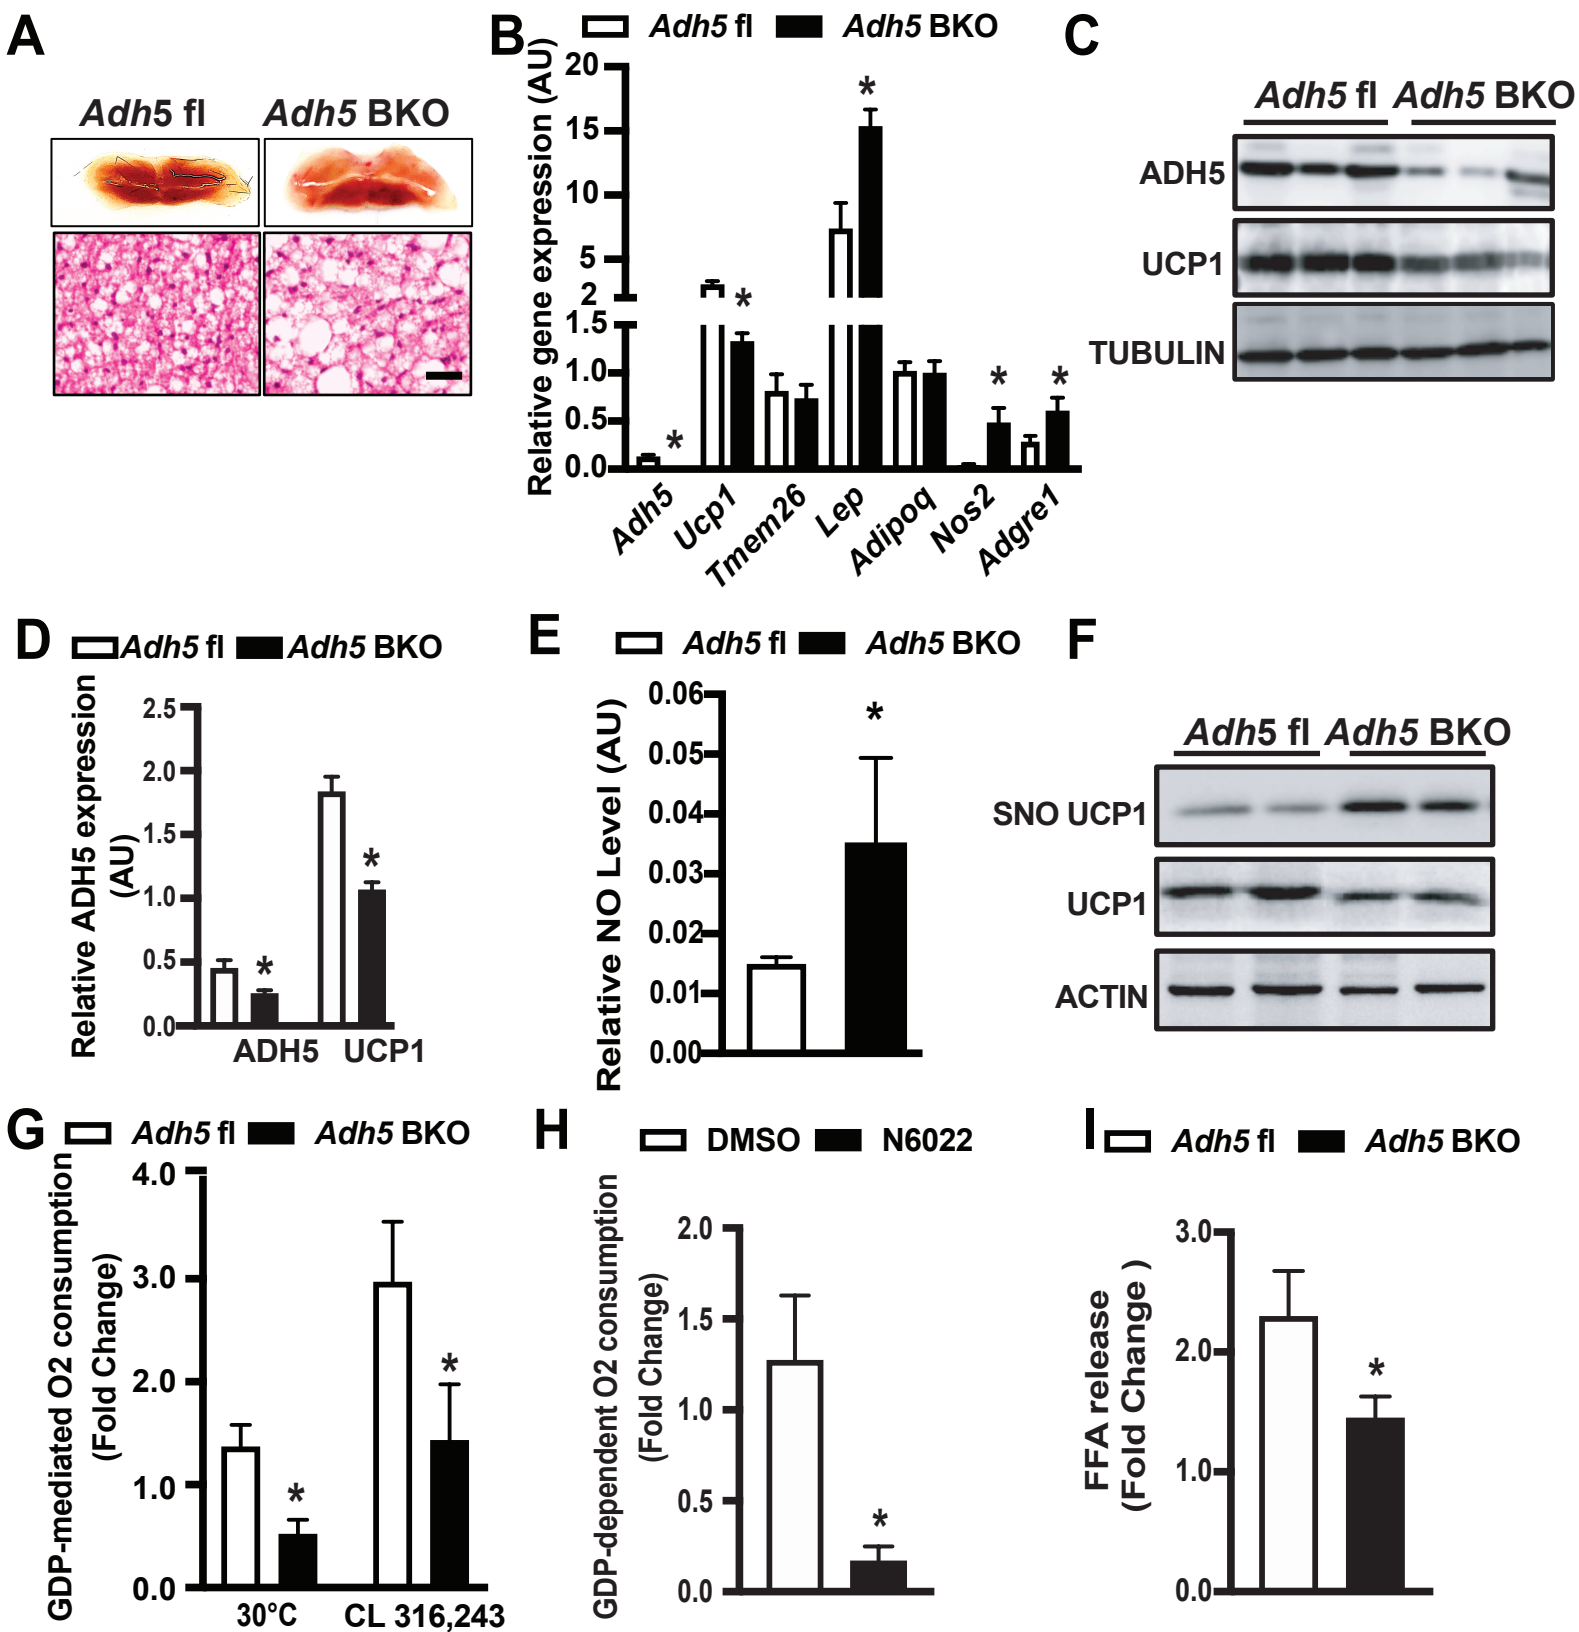 A
Adh5 fl Adh5 BKO
B
Adh5 fl Adh5 BKO
Relative gene expression (AU)
20
15
10
5
2
1.5
1.0
0.5
0.0
*
*
*
*
*
Adh5
Ucp1
Tmem26
Lep
Adipoq
Nos2
Adgre1
C
Adh5 fl Adh5 BKO
ADH5
UCP1
TUBULIN
D
Adh5 fl Adh5 BKO
Relative ADH5 expression
(AU)
2.5
2.0
1.5
1.0
0.5
0.0
*
*
ADH5 UCP1
E
Adh5 fl Adh5 BKO
Relative NO Level (AU)
0.06
0.05
0.04
0.03
0.02
0.01
0.00
*
F
Adh5 fl Adh5 BKO
SNO UCP1
UCP1
ACTIN
G
Adh5 fl Adh5 BKO
GDP-mediated O2 consumption
(Fold Change)
4.0
3.0
2.0
1.0
0.0
*
*
30°C CL 316,243
H
DMSO N6022
GDP-dependent O2 consumption
(Fold Change)
2.0
1.5
1.0
0.5
0.0
*
I
Adh5 fl Adh5 BKO
FFA release
(Fold Change )
3.0
2.0
1.0
0.0
*